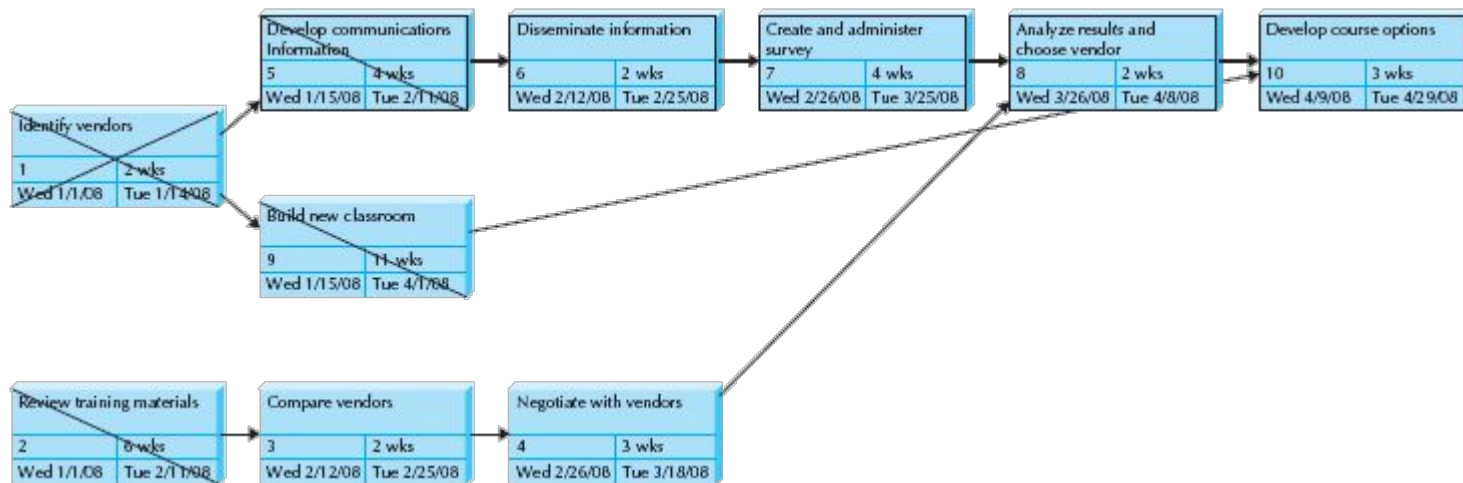 Develop communications
Information
5 4 wks
Wed 1/15/08 Tue 2/11/08
Disseminate information
6 2 wks
Wed 2/12/08 Tue 2/25/08
Create and administer
survey
7 4 wks
Wed 2/26/08 Tue 3/25/08
Analyze results and
choose vendor
8 2 wks
Wed 3/26/08 Tue 4/8/08
Develop course options
10 3 wks
Wed 4/9/08 Tue 4/29/08
Identify vendors
1 2 wks
Wed 1/1/08 Tue 1/14/08
Build new classroom
9 11 wks
Wed 1/15/08 Tue 4/1/08
Review training materials
2 6 wks
Wed 1/1/08 Tue 2/11/08
Compare vendors
3 2 wks
Wed 2/12/08 Tue 2/25/08
Negotiate with vendors
4 3 wks
Wed 2/26/08 Tue 3/18/08